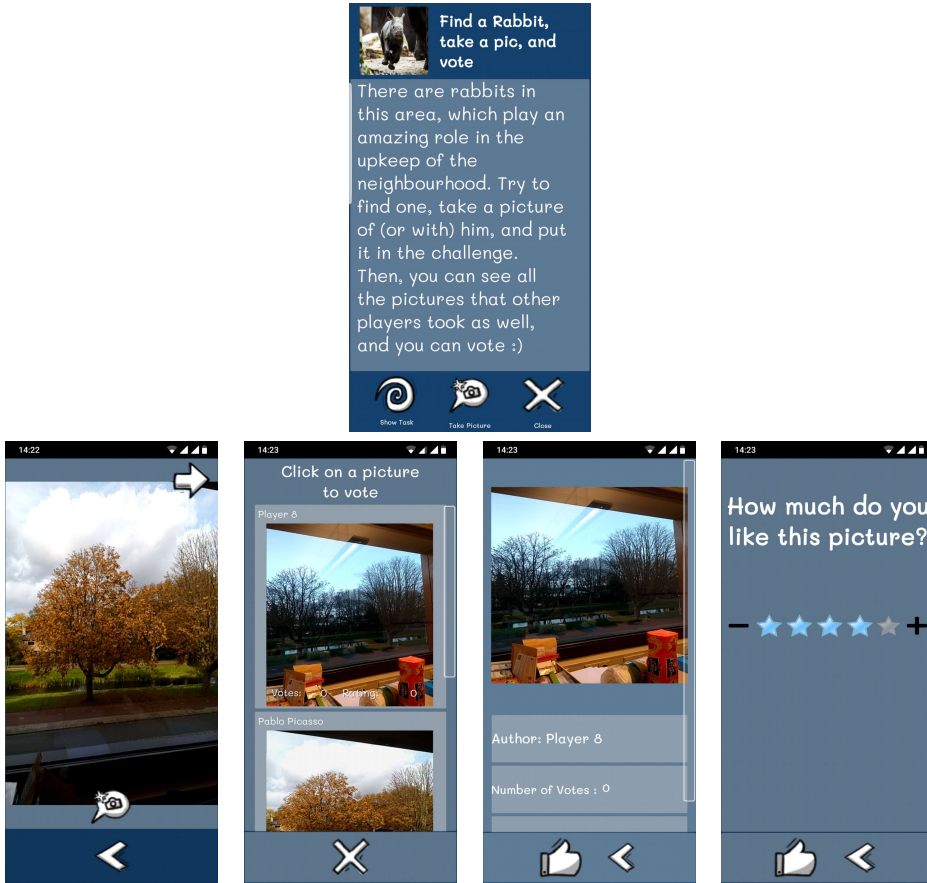 Find a Rabbit,
take a pic, and
vote
There are rabbits in
this area, which play an
amazing role in the
upkeep of the
neighbourhood. Try to
find one, take a picture
of (or with) him, and put
it in the challenge.
Then, you can see all
the pictures that other
players took as well,
and you can vote :)
Show Task
Take Picture
Close
14:22
14:23
Click on a picture
to vote
Player 8
Votes: 0 Rating: 0
Pablo Picasso
14:23
Author: Player 8
Number of Votes : 0
14:23
How much do you
like this picture?